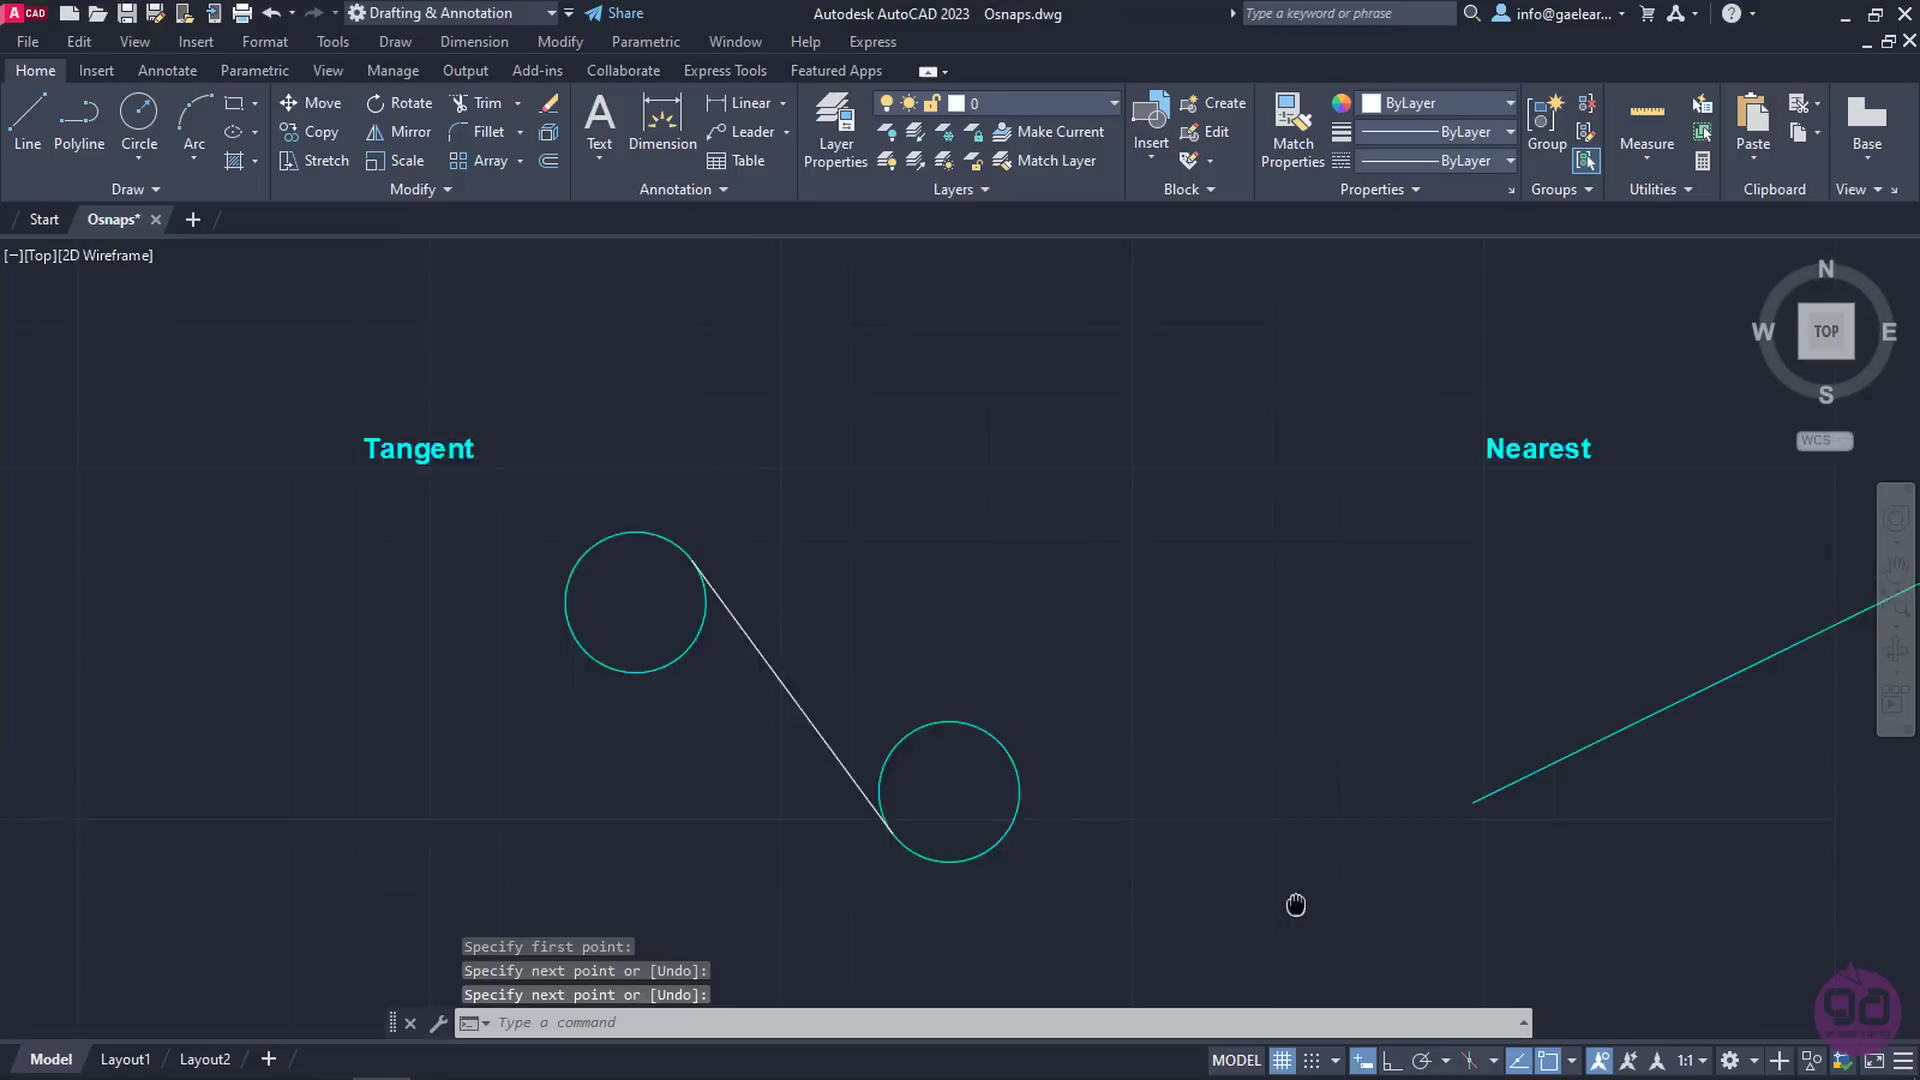 A CAD Drafting & Annotation Share Autodesk AutoCAD 2023 Osnaps.dwg Type a keyword or phrase info@gaelear...
File Edit View Insert Format Tools Draw Dimension Modify Parametric Window Help Express
Home Insert Annotate Parametric View Manage Output Add-ins Collaborate Express Tools Featured Apps
Move Rotate Trim Linear 0 Create ByLayer
Line Polyline Circle Arc Copy Mirror Fillet Text Dimension Leader Layer Properties Make Current Insert Edit Match Properties ByLayer Group Measure Paste Base
Stretch Scale Array Table Match Layer ByLayer
Draw Modify Annotation Layers Block Properties Groups Utilities Clipboard View
Start Osnaps*
[−][Top][2D Wireframe]
N
W TOP E
S
WCS
Tangent Nearest
Specify first point:
Specify next point or [Undo]:
Specify next point or [Undo]:
Type a command
Model Layout1 Layout2 MODEL 1:1